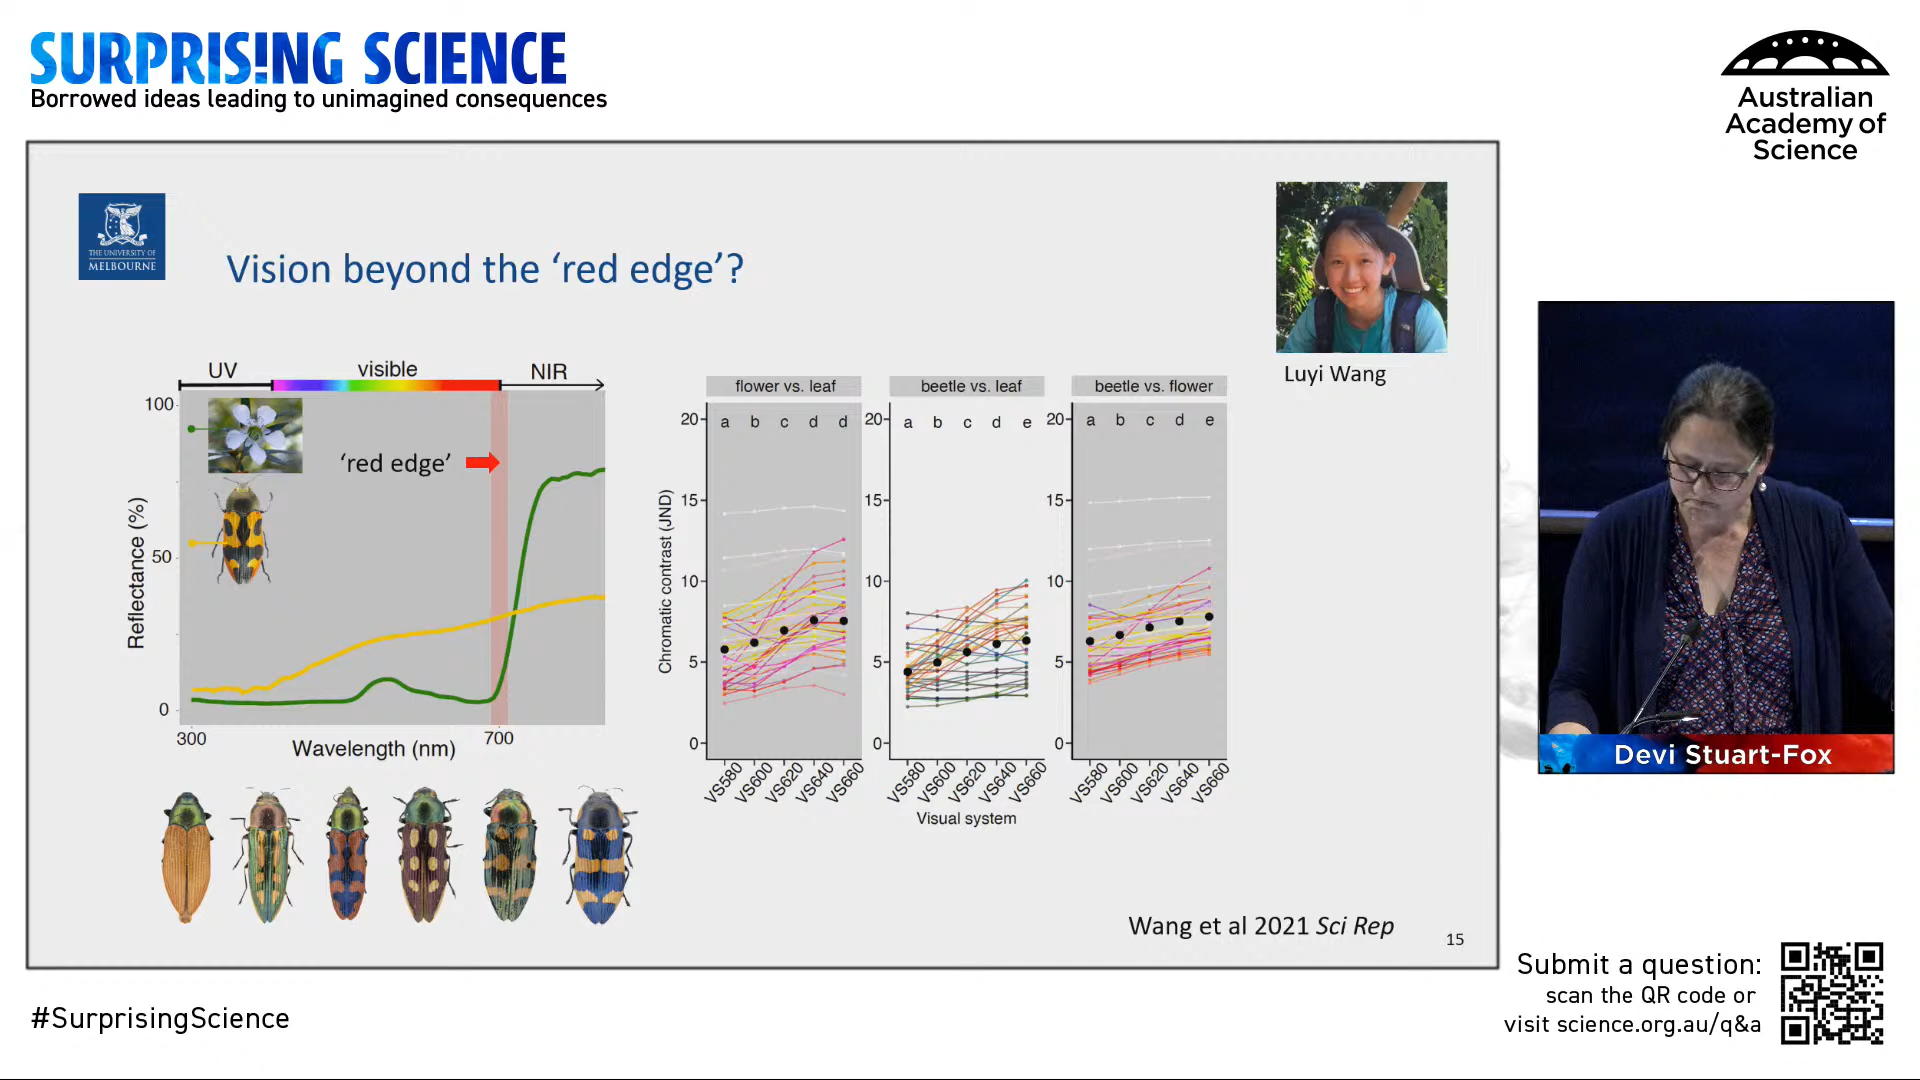 SURPRIS!NG SCIENCE
Borrowed ideas leading to unimagined consequences
Australian
Academy of
Science
THE UNIVERSITY OF
MELBOURNE
Vision beyond the ‘red edge’?
Luyi Wang
UV visible NIR
100
50
0
Reflectance (%)
‘red edge’
300 700
Wavelength (nm)
flower vs. leaf beetle vs. leaf beetle vs. flower
a b c d d
a b c d e
a b c d e
20 15 10 5 0
20 15 10 5 0
20 15 10 5 0
Chromatic contrast (JND)
VS580 VS600 VS620 VS640 VS660
VS580 VS600 VS620 VS640 VS660
VS580 VS600 VS620 VS640 VS660
Visual system
Wang et al 2021 Sci Rep
15
Devi Stuart-Fox
#SurprisingScience
Submit a question:
scan the QR code or
visit science.org.au/q&a